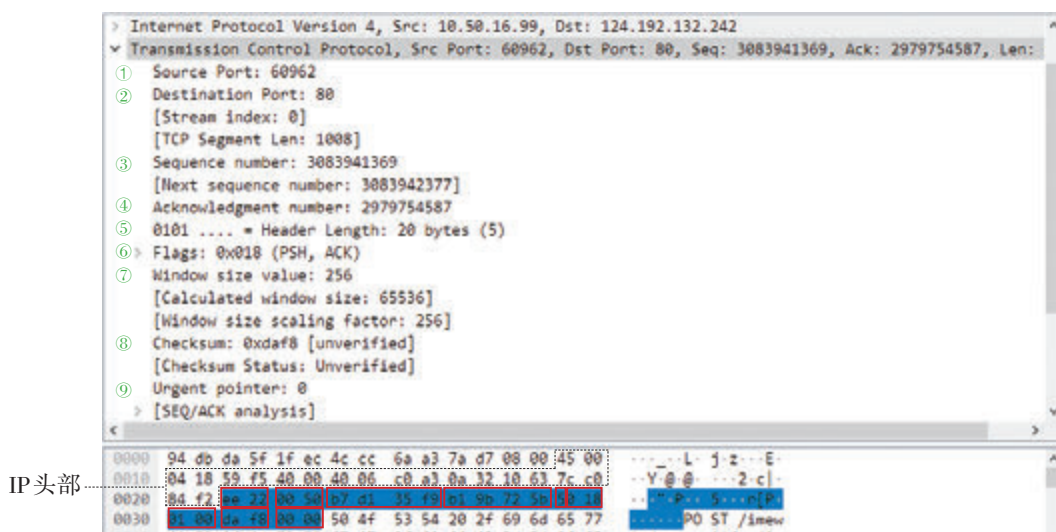 > Internet Protocol Version 4, Src: 10.50.16.99, Dst: 124.192.132.242
Transmission Control Protocol, Src Port: 60962, Dst Port: 80, Seq: 3083941369, Ack: 2979754587, Len:
① Source Port: 60962
② Destination Port: 80
[Stream index: 0]
[TCP Segment Len: 1008]
③ Sequence number: 3083941369
[Next sequence number: 3083942377]
④ Acknowledgment number: 2979754587
⑤ 0101 .... = Header Length: 20 bytes (5)
⑥ > Flags: 0x018 (PSH, ACK)
⑦ Window size value: 256
[Calculated window size: 65536]
[Window size scaling factor: 256]
⑧ Checksum: 0xdaf8 [unverified]
[Checksum Status: Unverified]
⑨ Urgent pointer: 0
> [SEQ/ACK analysis]
0000 94 db da 5f 1f ec 4c cc 6a a3 7a d7 08 00 45 00 ···_··L· j·z···E·
IP头部
0010 04 18 59 f5 40 00 40 06 c0 a3 0a 32 10 63 7c c0 ··Y·@·@· ···2·c|·
0020 84 f2 ee 22 00 50 b7 d1 35 f9 b1 9b 72 5b 50 18 ···"·P·· 5···r[P·
0030 01 00 da f8 00 00 50 4f 53 54 20 2f 69 6d 65 77 ······PO ST /imew